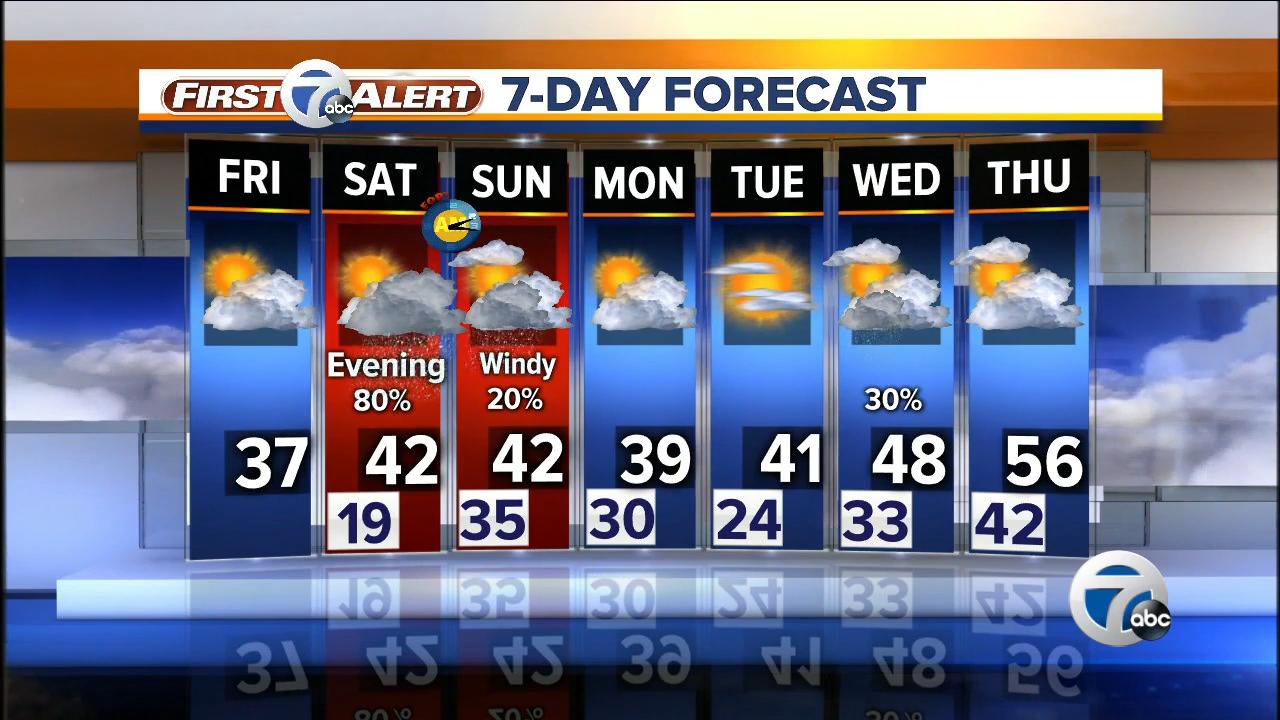 FIRST 7 abc ALERT 7-DAY FORECAST
FRI SAT SUN MON TUE WED THU
Evening Windy
80% 20% 30%
37 42 42 39 41 48 56
19 35 30 24 33 42
7 abc